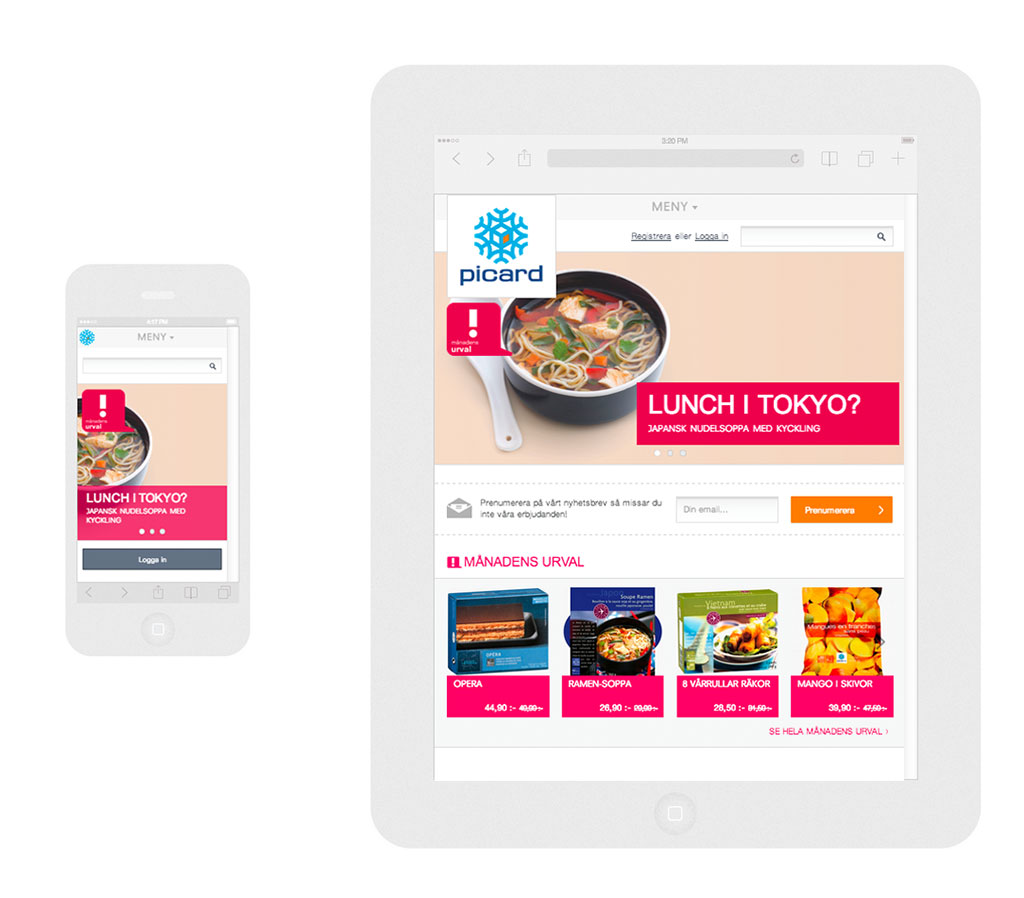 4:17 PM
MENY
månadens
urval
LUNCH I TOKYO?
JAPANSK NUDELSOPPA MED
KYCKLING
Logga in
3:20 PM
MENY
Registrera eller Logga in
picard
månadens
urval
LUNCH I TOKYO?
JAPANSK NUDELSOPPA MED KYCKLING
Prenumerera på vårt nyhetsbrev så missar du
inte våra erbjudanden!
Din email...
Prenumerera
MÅNADENS URVAL
OPERA
Soupe Ramen
Vietnam
Mangues en tranches
OPERA
44,90 :- 49,90 :-
RAMEN-SOPPA
26,90 :- 29,90 :-
8 VÅRRULLAR RÄKOR
28,50 :- 31,50 :-
MANGO I SKIVOR
39,90 :- 47,50 :-
SE HELA MÅNADENS URVAL